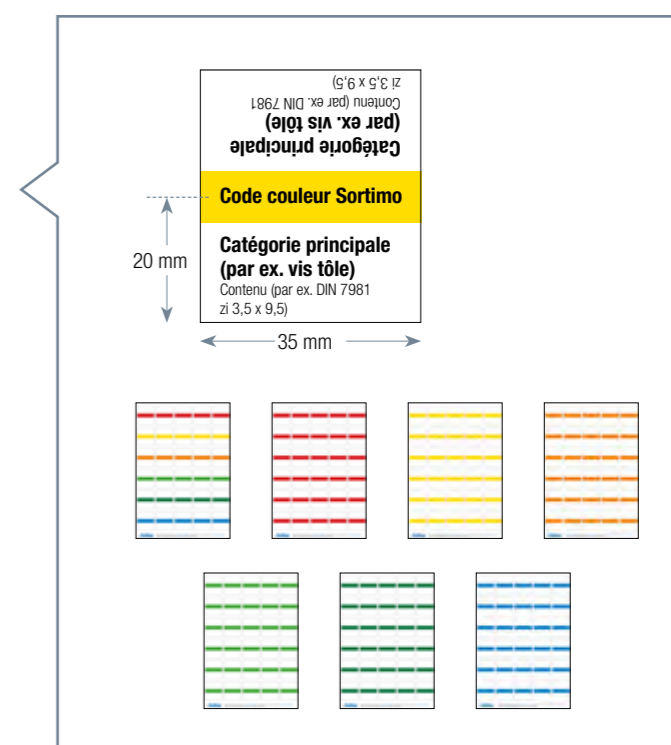 zi 3,5 x 9,5)
Contenu (par ex. DIN 7981
(par ex. vis tôle)
Catégorie principale
Code couleur Sortimo
Catégorie principale
(par ex. vis tôle)
Contenu (par ex. DIN 7981
zi 3,5 x 9,5)
20 mm
35 mm